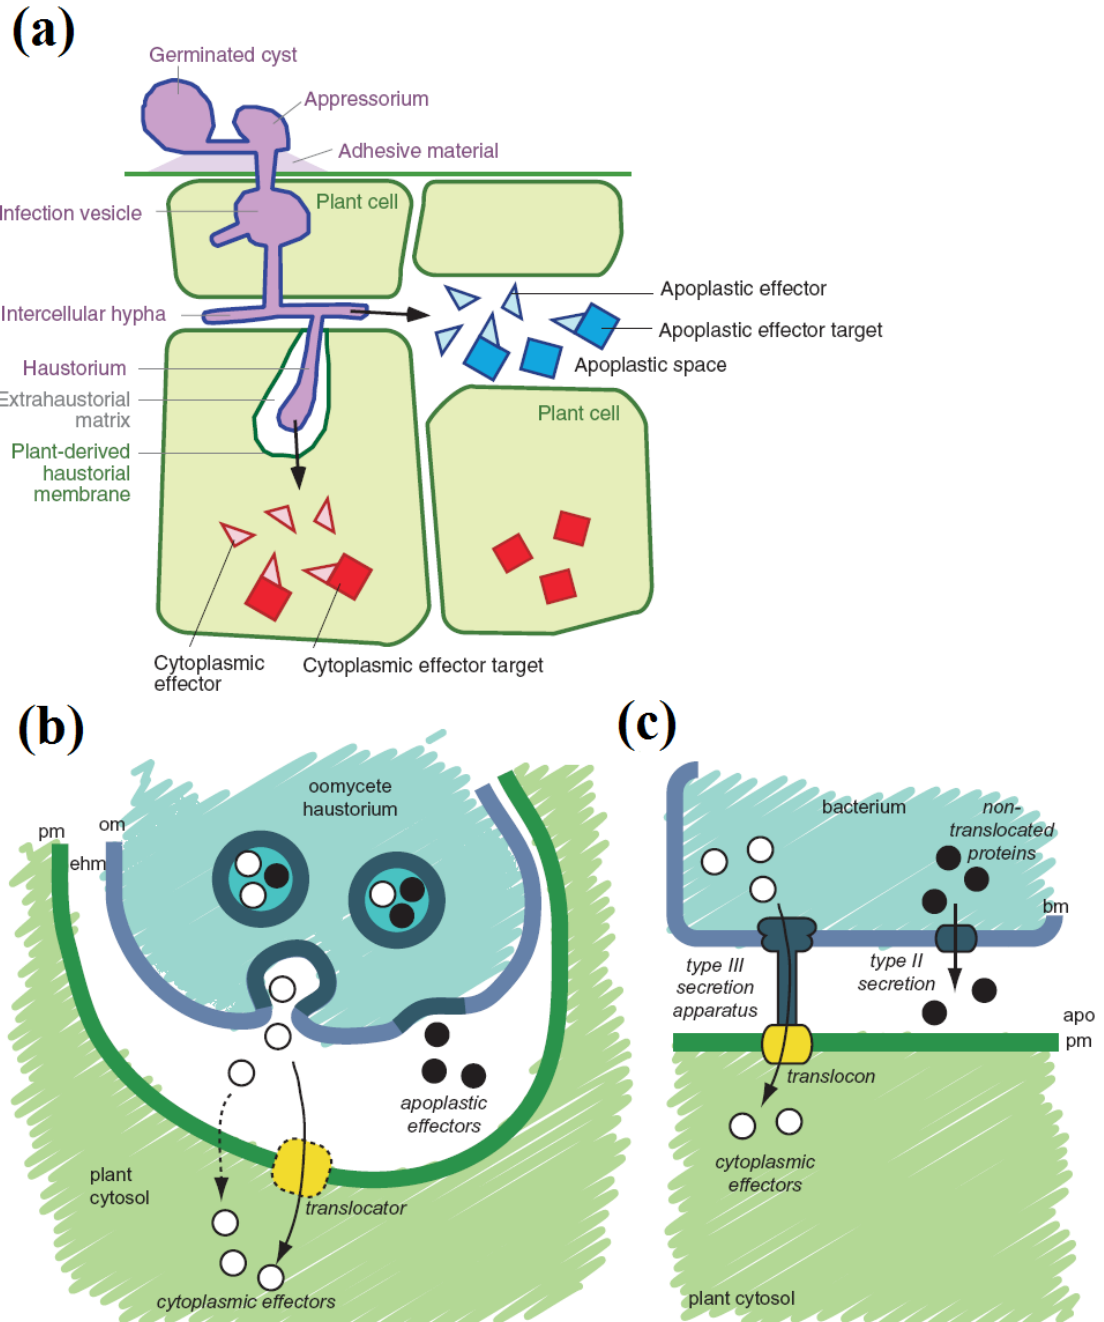 (a)
Germinated cyst
Appressorium
Adhesive material
Plant cell
Infection vesicle
Apoplastic effector
Intercellular hypha
Apoplastic effector target
Apoplastic space
Haustorium
Extrahaustorial
matrix
Plant cell
Plant-derived
haustorial
membrane
Cytoplasmic
effector
Cytoplasmic effector target
(b)
oomycete
haustorium
pm
om
ehm
apoplastic
effectors
plant
cytosol
translocator
cytoplasmic effectors
(c)
bacterium
non-
translocated
proteins
bm
type III
secretion
apparatus
type II
secretion
apo
pm
translocon
cytoplasmic
effectors
plant cytosol